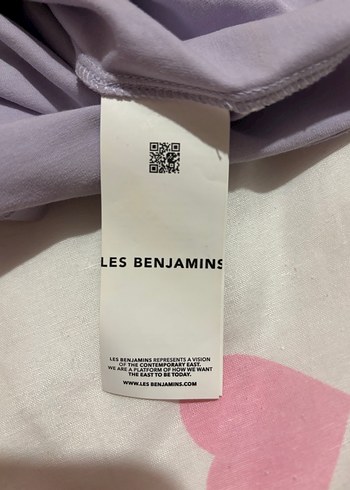 LES BENJAMINS
LES BENJAMINS REPRESENTS A VISION
OF THE CONTEMPORARY EAST.
WE ARE A PLATFORM OF HOW WE WANT
THE EAST TO BE TODAY.
WWW.LES BENJAMINS.COM